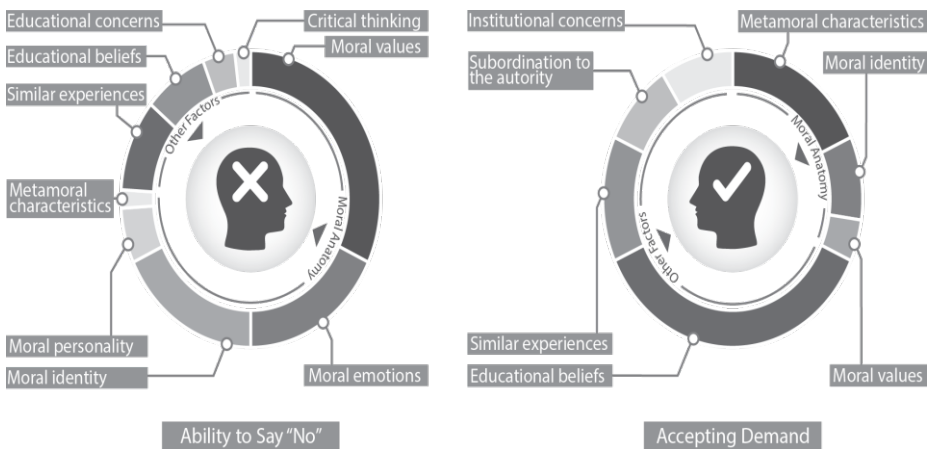 Educational concerns
Critical thinking
Moral values
Educational beliefs
Similar experiences
Other Factors
Metamoral
characteristics
Moral Anatomy
Moral personality
Moral identity
Moral emotions
Ability to Say “No”
Institutional concerns
Metamoral characteristics
Subordination to
the autority
Moral identity
Moral Anatomy
Other Factors
Similar experiences
Educational beliefs
Moral values
Accepting Demand